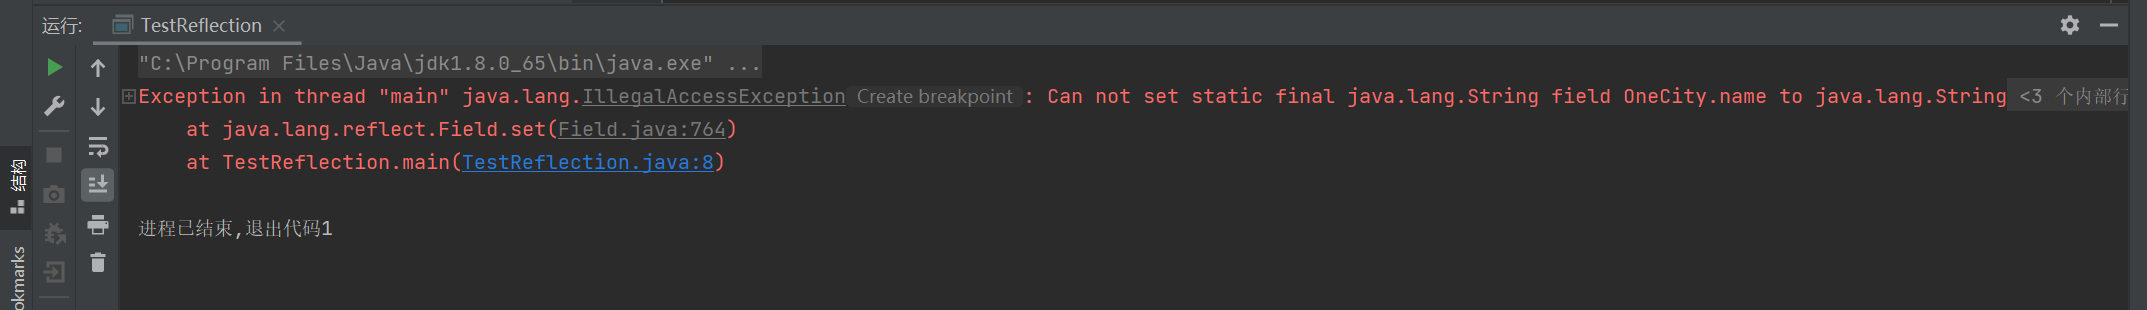 运行: TestReflection
"C:\Program Files\Java\jdk1.8.0_65\bin\java.exe" ...
Exception in thread "main" java.lang.IllegalAccessException Create breakpoint : Can not set static final java.lang.String field OneCity.name to java.lang.String <3 个内部行
at java.lang.reflect.Field.set(Field.java:764)
at TestReflection.main(TestReflection.java:8)
进程已结束,退出代码1
结构
okmarks